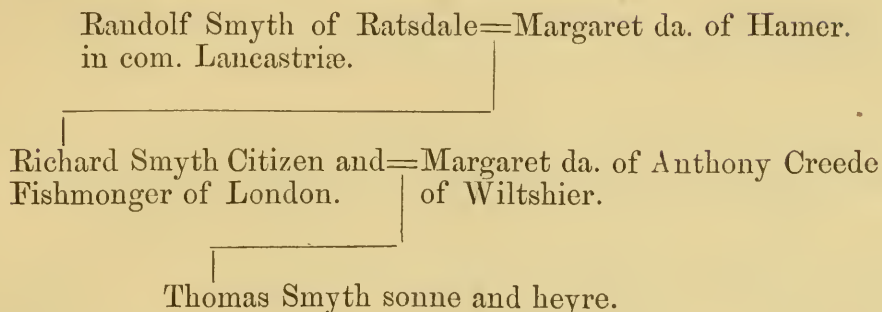 Randolf Smyth of Ratsdale=Margaret da. of Hamer.
in com. Lancastriæ.
Richard Smyth Citizen and=Margaret da. of Anthony Creede
Fishmonger of London. of Wiltshier.
Thomas Smyth sonne and heyre.